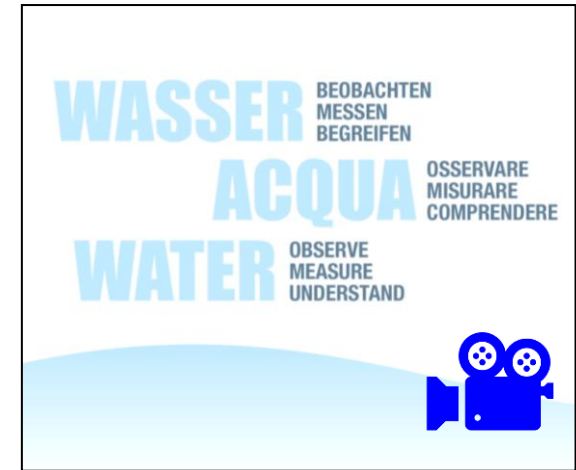 WASSER BEOBACHTEN
MESSEN
BEGREIFEN
ACQUA OSSERVARE
MISURARE
COMPRENDERE
WATER OBSERVE
MEASURE
UNDERSTAND